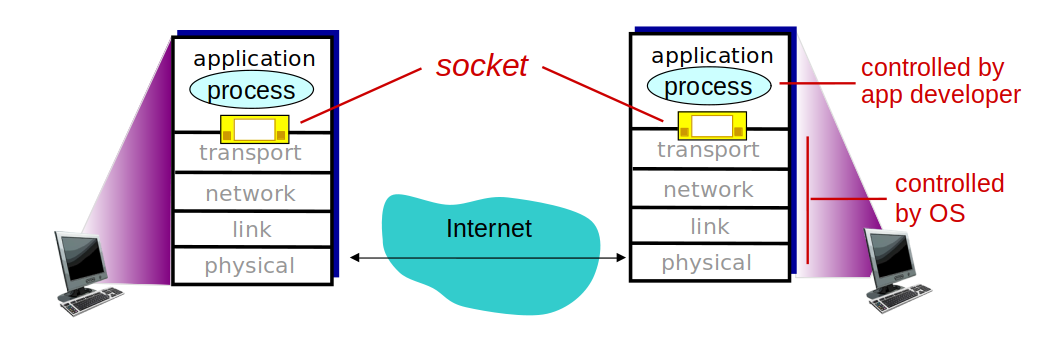 application
process
transport
network
link
physical
socket
Internet
application
process
transport
network
link
physical
controlled by
app developer
controlled
by OS